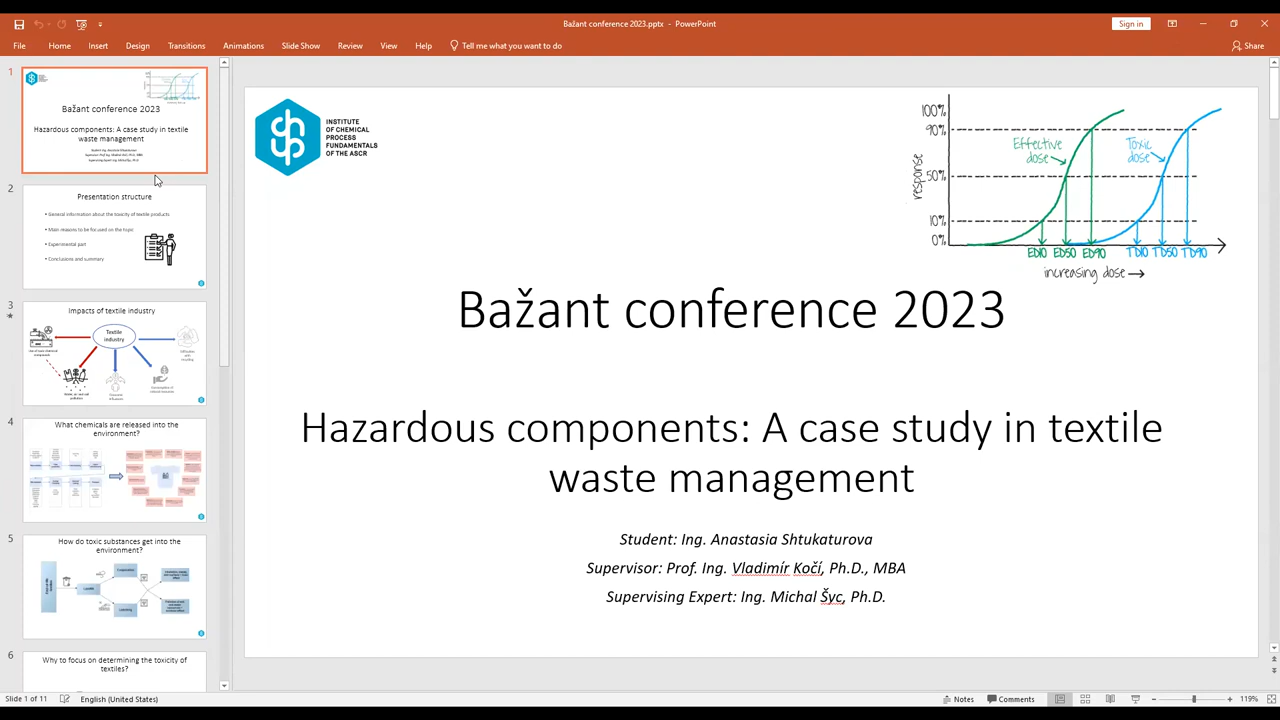 Bažant conference 2023.pptx - PowerPoint
Sign in
File Home Insert Design Transitions Animations Slide Show Review View Help Tell me what you want to do
Share
1
Bažant conference 2023
Hazardous components: A case study in textile
waste management
2
Presentation structure
• General information about the toxicity of textile products
• Main reasons to be focused on the topic
• Experimental part
• Conclusions and summary
3
Impacts of textile industry
Textile
industry
4
What chemicals are released into the
environment?
5
How do toxic substances get into the
environment?
6
Why to focus on determining the toxicity of
textiles?
INSTITUTE
OF CHEMICAL
PROCESS
FUNDAMENTALS
OF THE ASCR
response
100%
90%
50%
10%
0%
Effective
dose
Toxic
dose
ED10 ED50 ED90 TD10 TD50 TD90
increasing dose
Bažant conference 2023
Hazardous components: A case study in textile
waste management
Student: Ing. Anastasia Shtukaturova
Supervisor: Prof. Ing. Vladimír Kočí, Ph.D., MBA
Supervising Expert: Ing. Michal Šyc, Ph.D.
Slide 1 of 11 English (United States) Notes Comments 119%